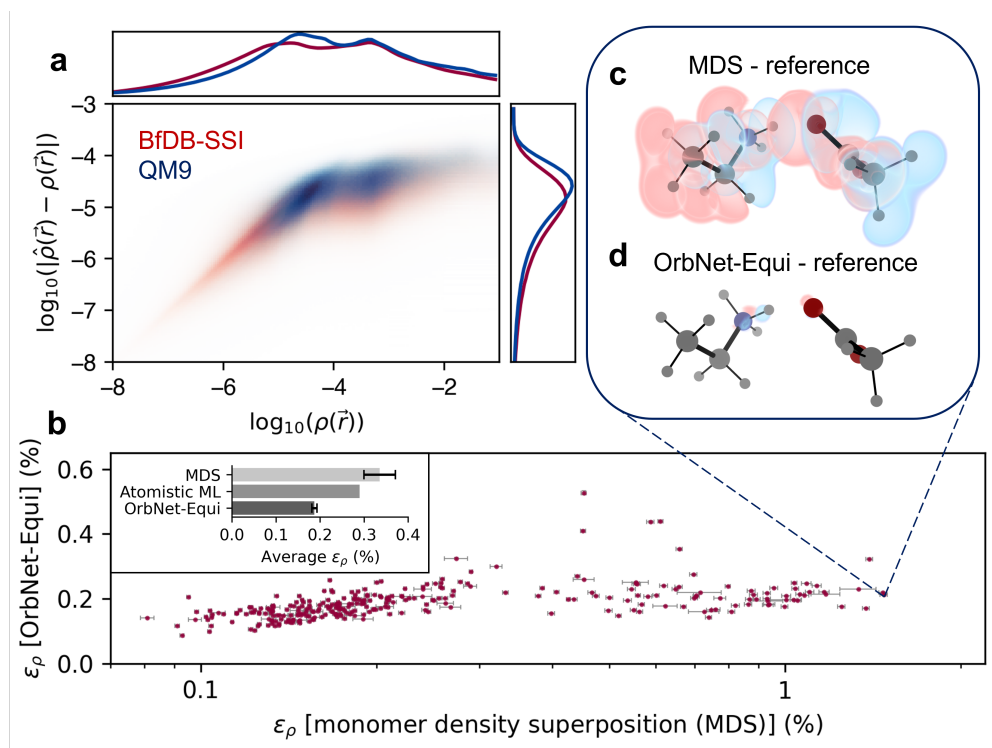 a
−3
−4
−5
−6
−7
−8
−8
−6
−4
−2
log₁₀(|ρ̂(r⃗) − ρ(r⃗)|)
log₁₀(ρ(r⃗))
BfDB-SSI
QM9
c
MDS - reference
d
OrbNet-Equi - reference
b
0.6
0.4
0.2
0.0
ερ [OrbNet-Equi] (%)
MDS
Atomistic ML
OrbNet-Equi
0.0 0.1 0.2 0.3 0.4
Average ερ (%)
0.1
1
ερ [monomer density superposition (MDS)] (%)